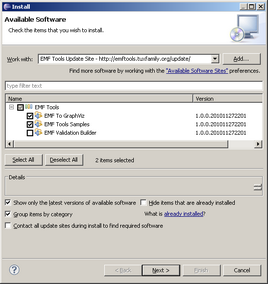 Install
Available Software
Check the items that you wish to install.
Work with: EMF Tools Update Site - http://emftools.tuxfamily.org/update/ Add...
Find more software by working with the "Available Software Sites" preferences.
type filter text
Name Version
EMF Tools
EMF To GraphViz 1.0.0.201011272201
EMF Tools Samples 1.0.0.201011272201
EMF Validation Builder 1.0.0.201011272201
Select All Deselect All 2 items selected
Details
Show only the latest versions of available software Hide items that are already installed
Group items by category What is already installed?
Contact all update sites during install to find required software
? < Back Next > Finish Cancel